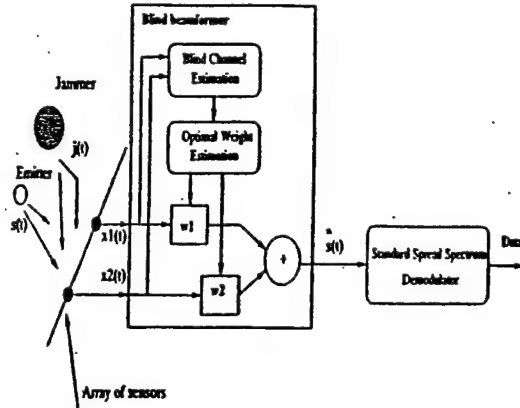 Blind beamformer
Blind Channel
Estimation
Jammer
j(t)
Optimal Weight
Estimation
Emitter
s(t)
x1(t)
w1
+
^
s(t)
Standard Spread Spectrum
Demodulator
Data
x2(t)
w2
Array of sensors